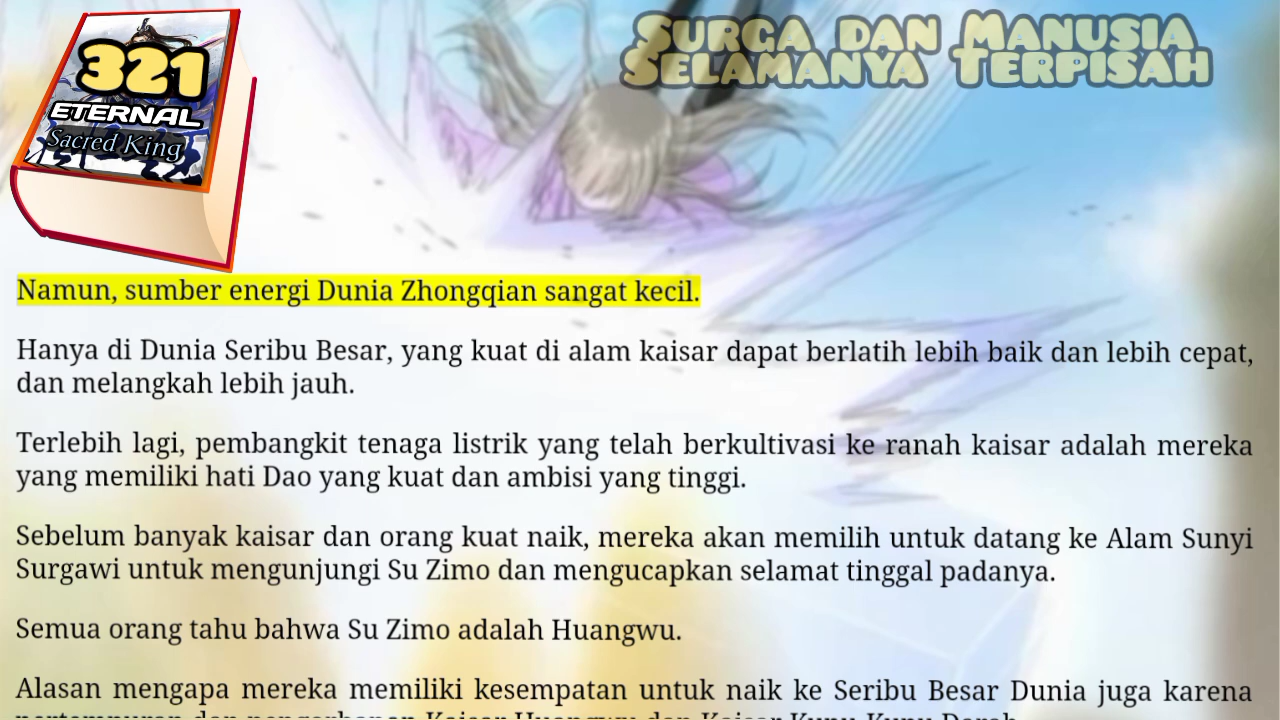 321
ETERNAL
Sacred King
Surga dan Manusia
Selamanya Terpisah
Namun, sumber energi Dunia Zhongqian sangat kecil.
Hanya di Dunia Seribu Besar, yang kuat di alam kaisar dapat berlatih lebih baik dan lebih cepat,
dan melangkah lebih jauh.
Terlebih lagi, pembangkit tenaga listrik yang telah berkultivasi ke ranah kaisar adalah mereka
yang memiliki hati Dao yang kuat dan ambisi yang tinggi.
Sebelum banyak kaisar dan orang kuat naik, mereka akan memilih untuk datang ke Alam Sunyi
Surgawi untuk mengunjungi Su Zimo dan mengucapkan selamat tinggal padanya.
Semua orang tahu bahwa Su Zimo adalah Huangwu.
Alasan mengapa mereka memiliki kesempatan untuk naik ke Seribu Besar Dunia juga karena